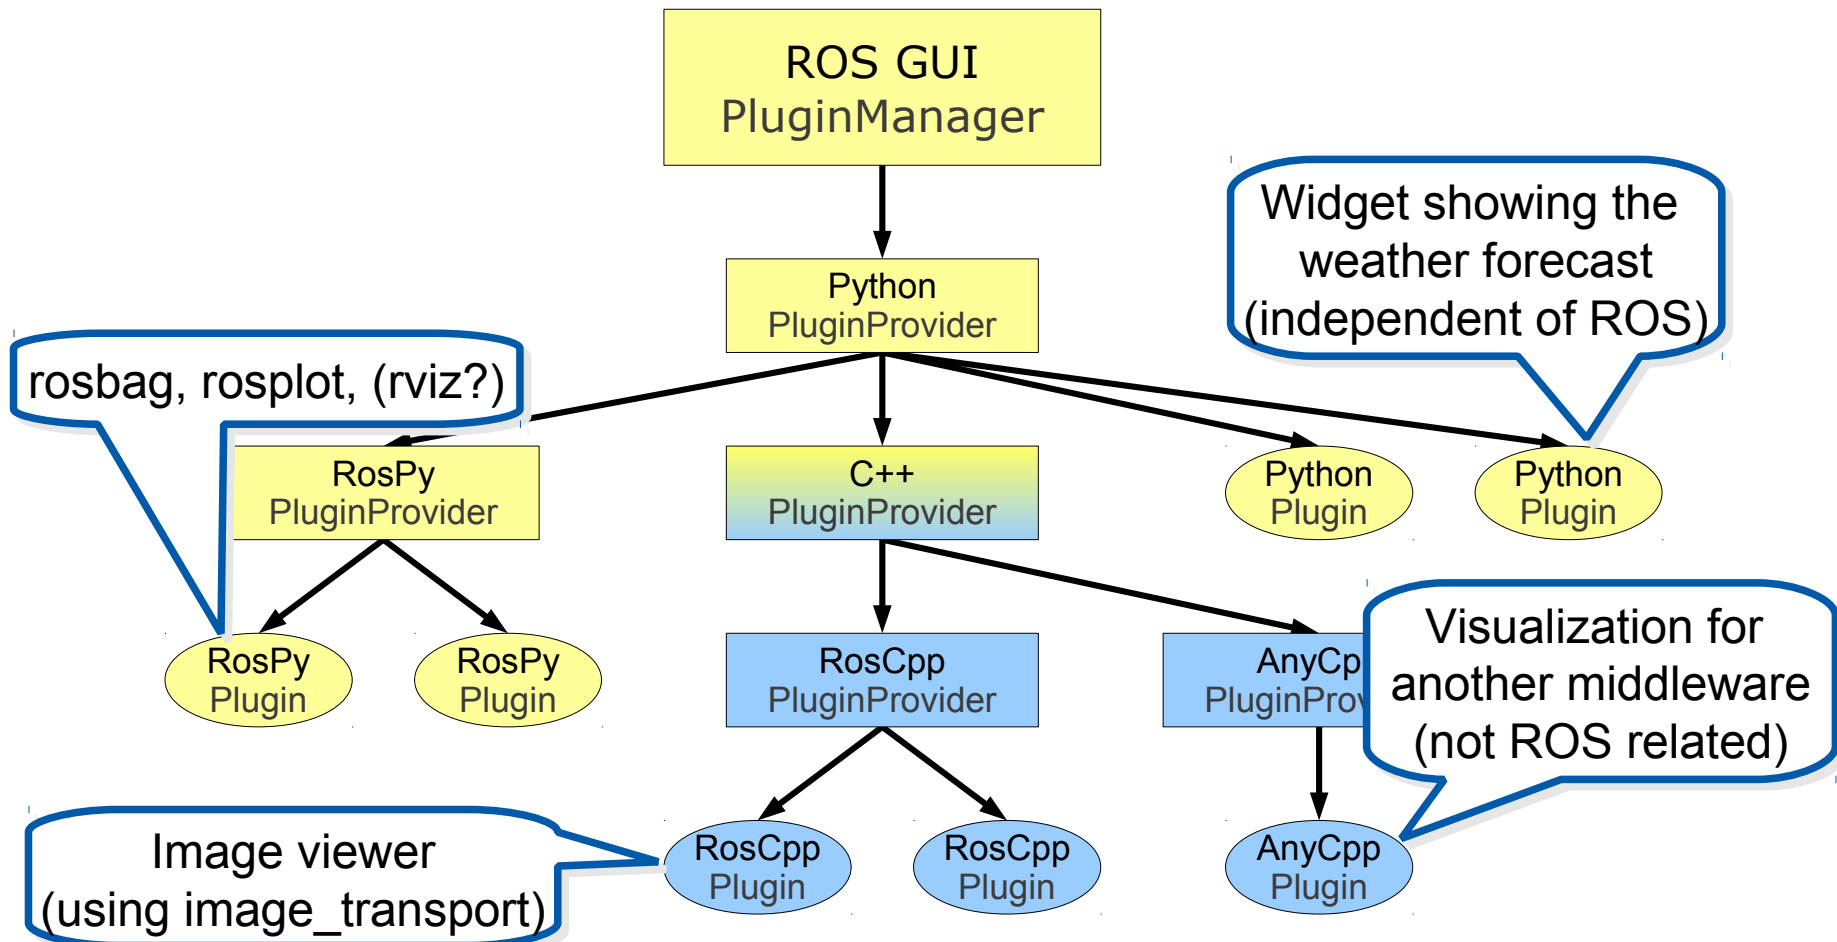 ROS GUI
PluginManager
Widget showing the
weather forecast
(independent of ROS)
Python
PluginProvider
rosbag, rosplot, (rviz?)
RosPy
PluginProvider
C++
PluginProvider
Python
Plugin
Python
Plugin
RosPy
Plugin
RosPy
Plugin
RosCpp
PluginProvider
AnyCp
PluginProv
Visualization for
another middleware
(not ROS related)
Image viewer
(using image_transport)
RosCpp
Plugin
RosCpp
Plugin
AnyCpp
Plugin